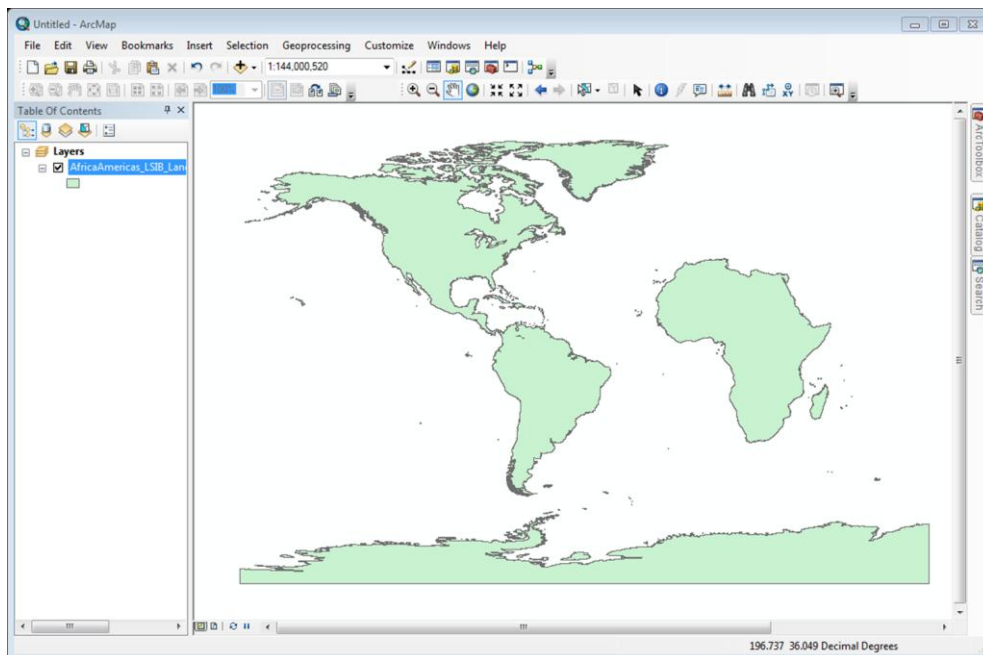 Untitled - ArcMap
File Edit View Bookmarks Insert Selection Geoprocessing Customize Windows Help
1:144,000,520
100%
Table Of Contents
Layers
AfricaAmericas_LSIB_Lan
ArcToolbox
Catalog
Search
196.737 36.049 Decimal Degrees